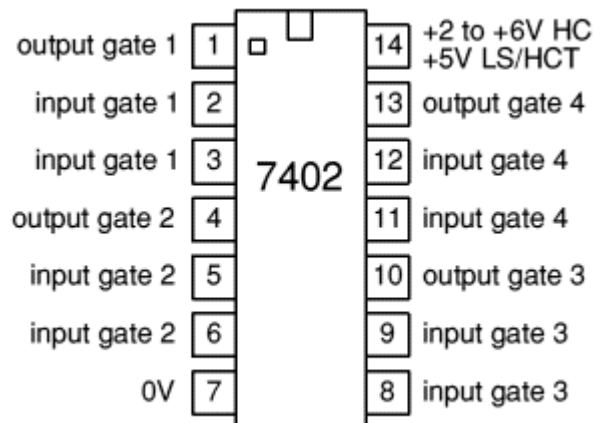 output gate 1 1 14 +2 to +6V HC
+5V LS/HCT
input gate 1 2 13 output gate 4
input gate 1 3 12 input gate 4
7402
output gate 2 4 11 input gate 4
input gate 2 5 10 output gate 3
input gate 2 6 9 input gate 3
0V 7 8 input gate 3